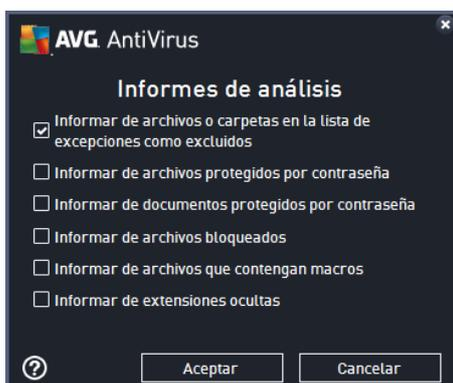 AVG AntiVirus
Informes de análisis
Informar de archivos o carpetas en la lista de
excepciones como excluidos
Informar de archivos protegidos por contraseña
Informar de documentos protegidos por contraseña
Informar de archivos bloqueados
Informar de archivos que contengan macros
Informar de extensiones ocultas
?
Aceptar
Cancelar